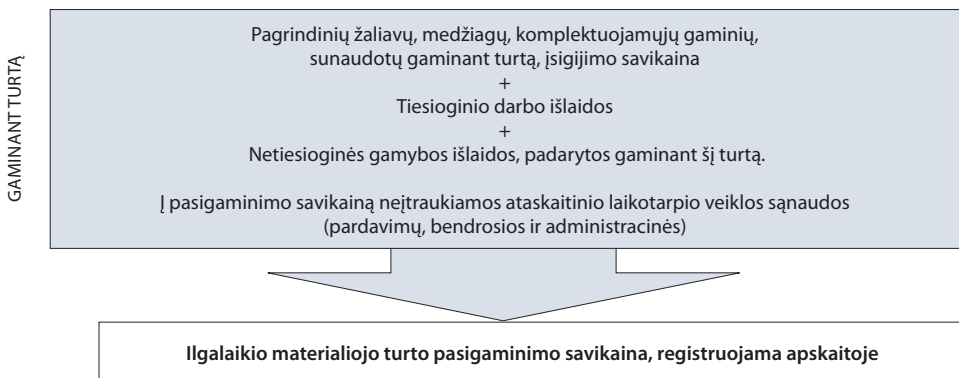 GAMINANT TURTĄ
Pagrindinių žaliavų, medžiagų, komplektuojamųjų gaminių,
sunaudotų gaminant turtą, įsigijimo savikaina
+
Tiesioginio darbo išlaidos
+
Netiesioginės gamybos išlaidos, padarytos gaminant šį turtą.
Į pasigaminimo savikainą neįtraukiamos ataskaitinio laikotarpio veiklos sąnaudos
(pardavimų, bendrosios ir administracinės)
Ilgalaikio materialiojo turto pasigaminimo savikaina, registruojama apskaitoje